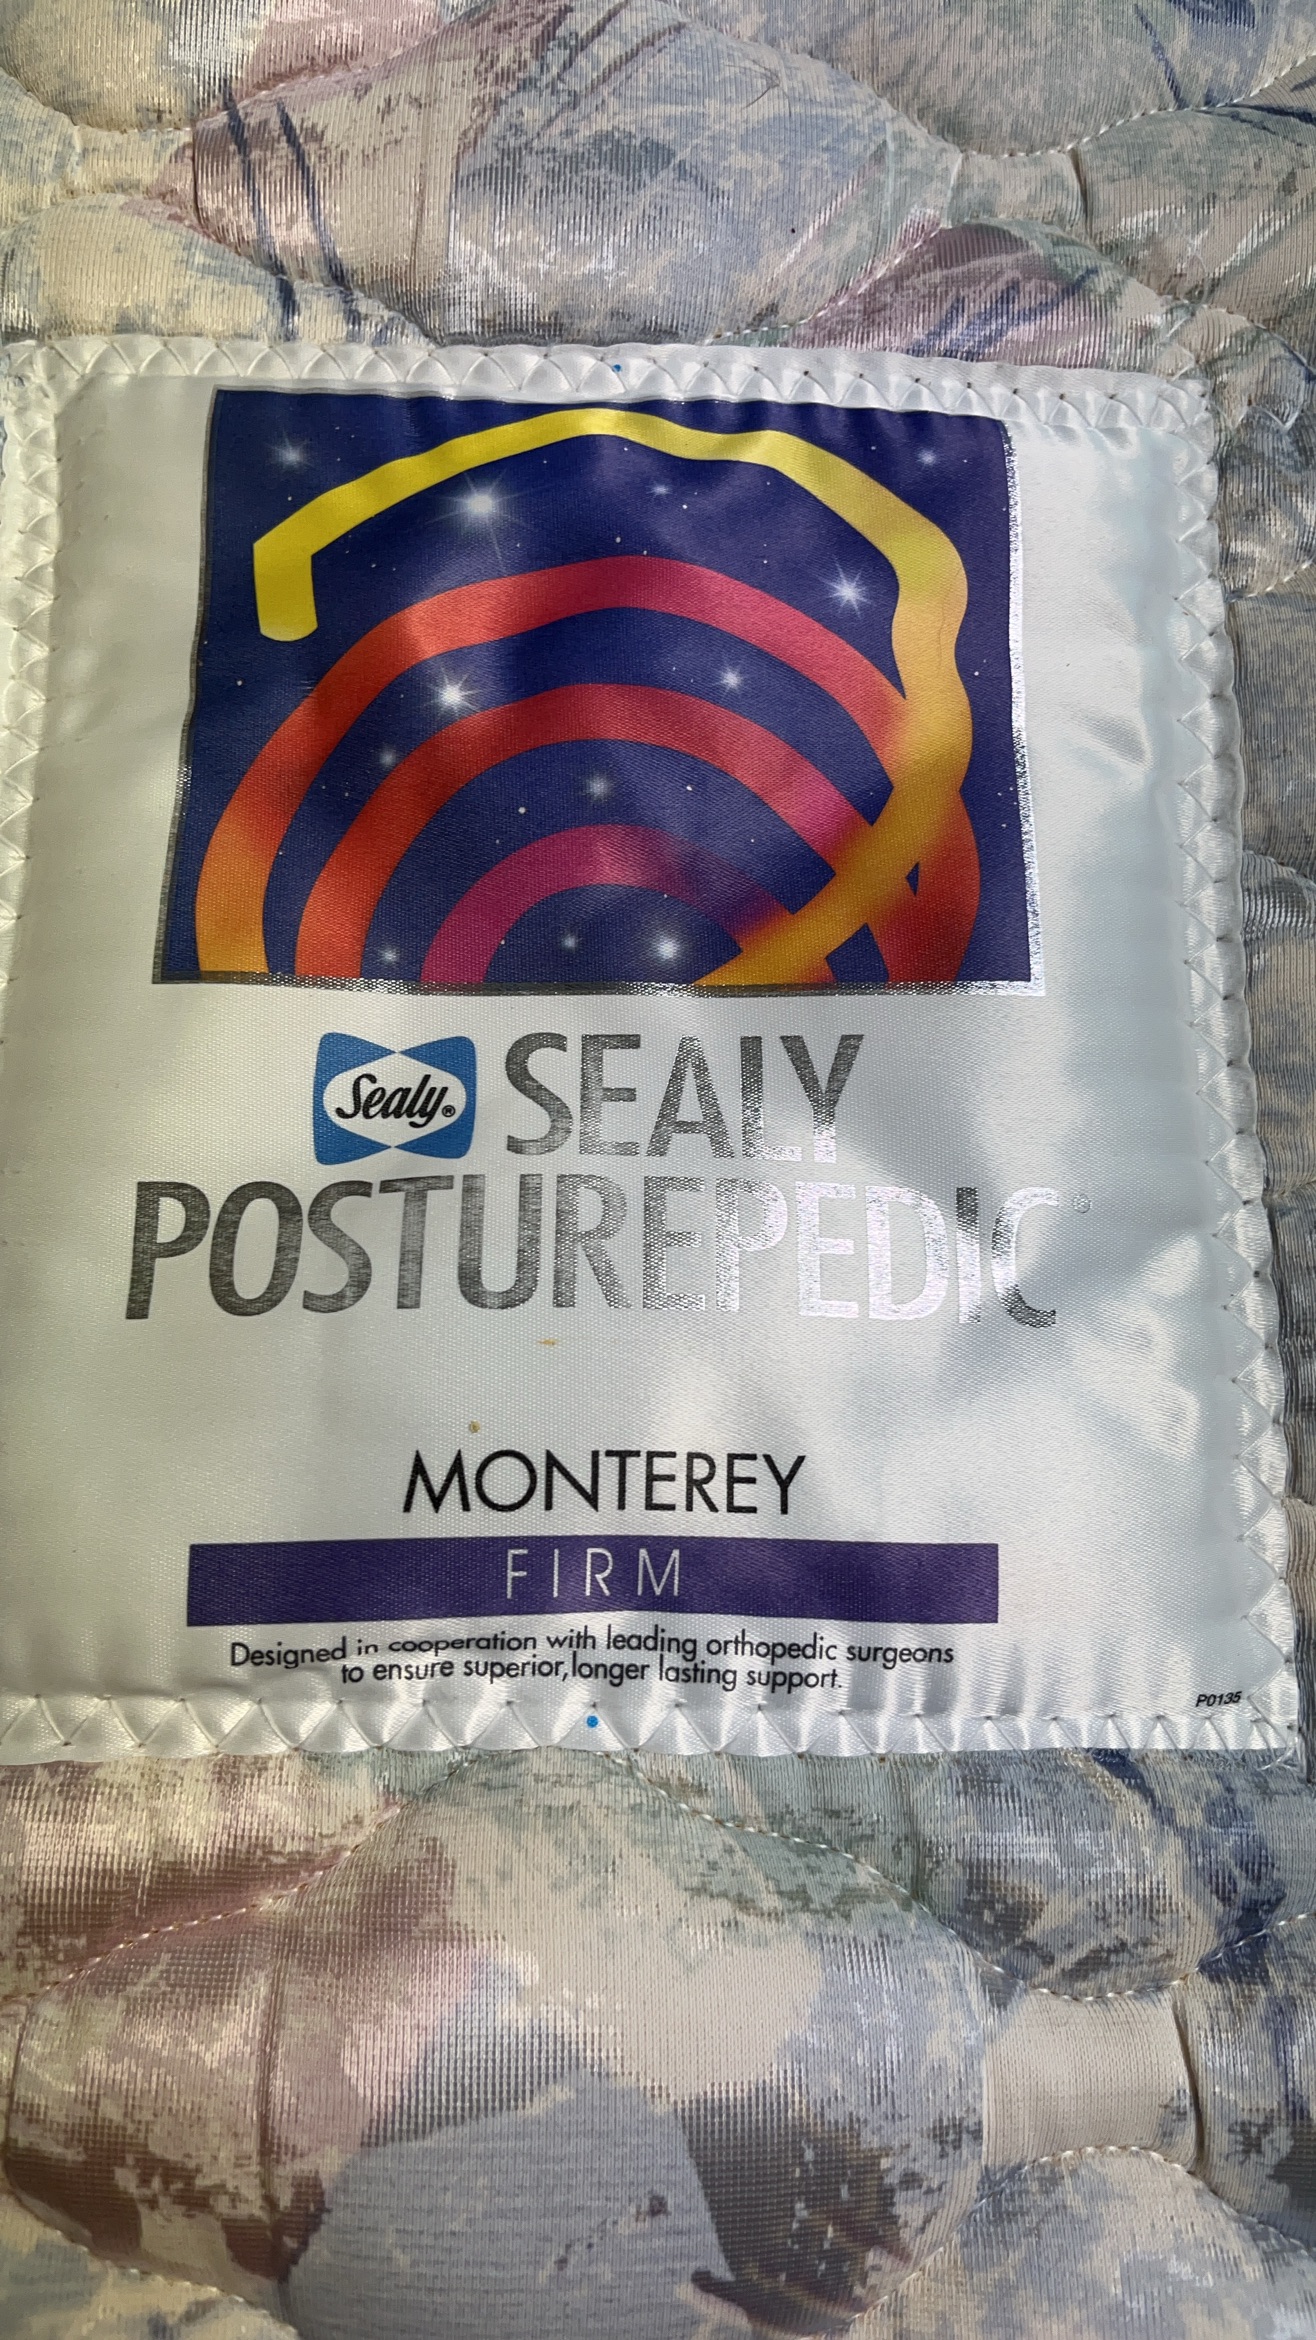 Sealy®
SEALY
POSTUREPEDIC®
MONTEREY
FIRM
Designed in cooperation with leading orthopedic surgeons
to ensure superior, longer lasting support.
P0135